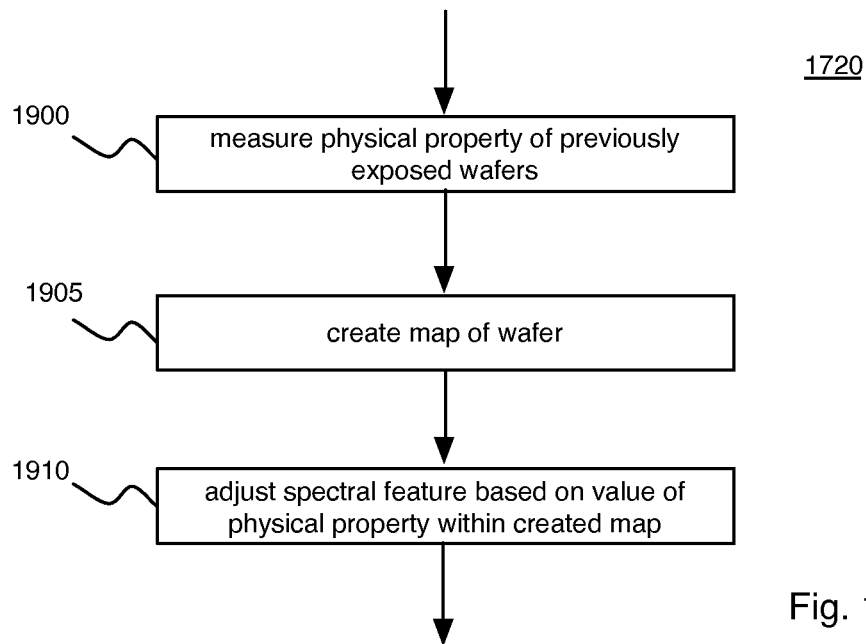 1720
1900
measure physical property of previously
exposed wafers
1905
create map of wafer
1910
adjust spectral feature based on value of
physical property within created map
Fig.